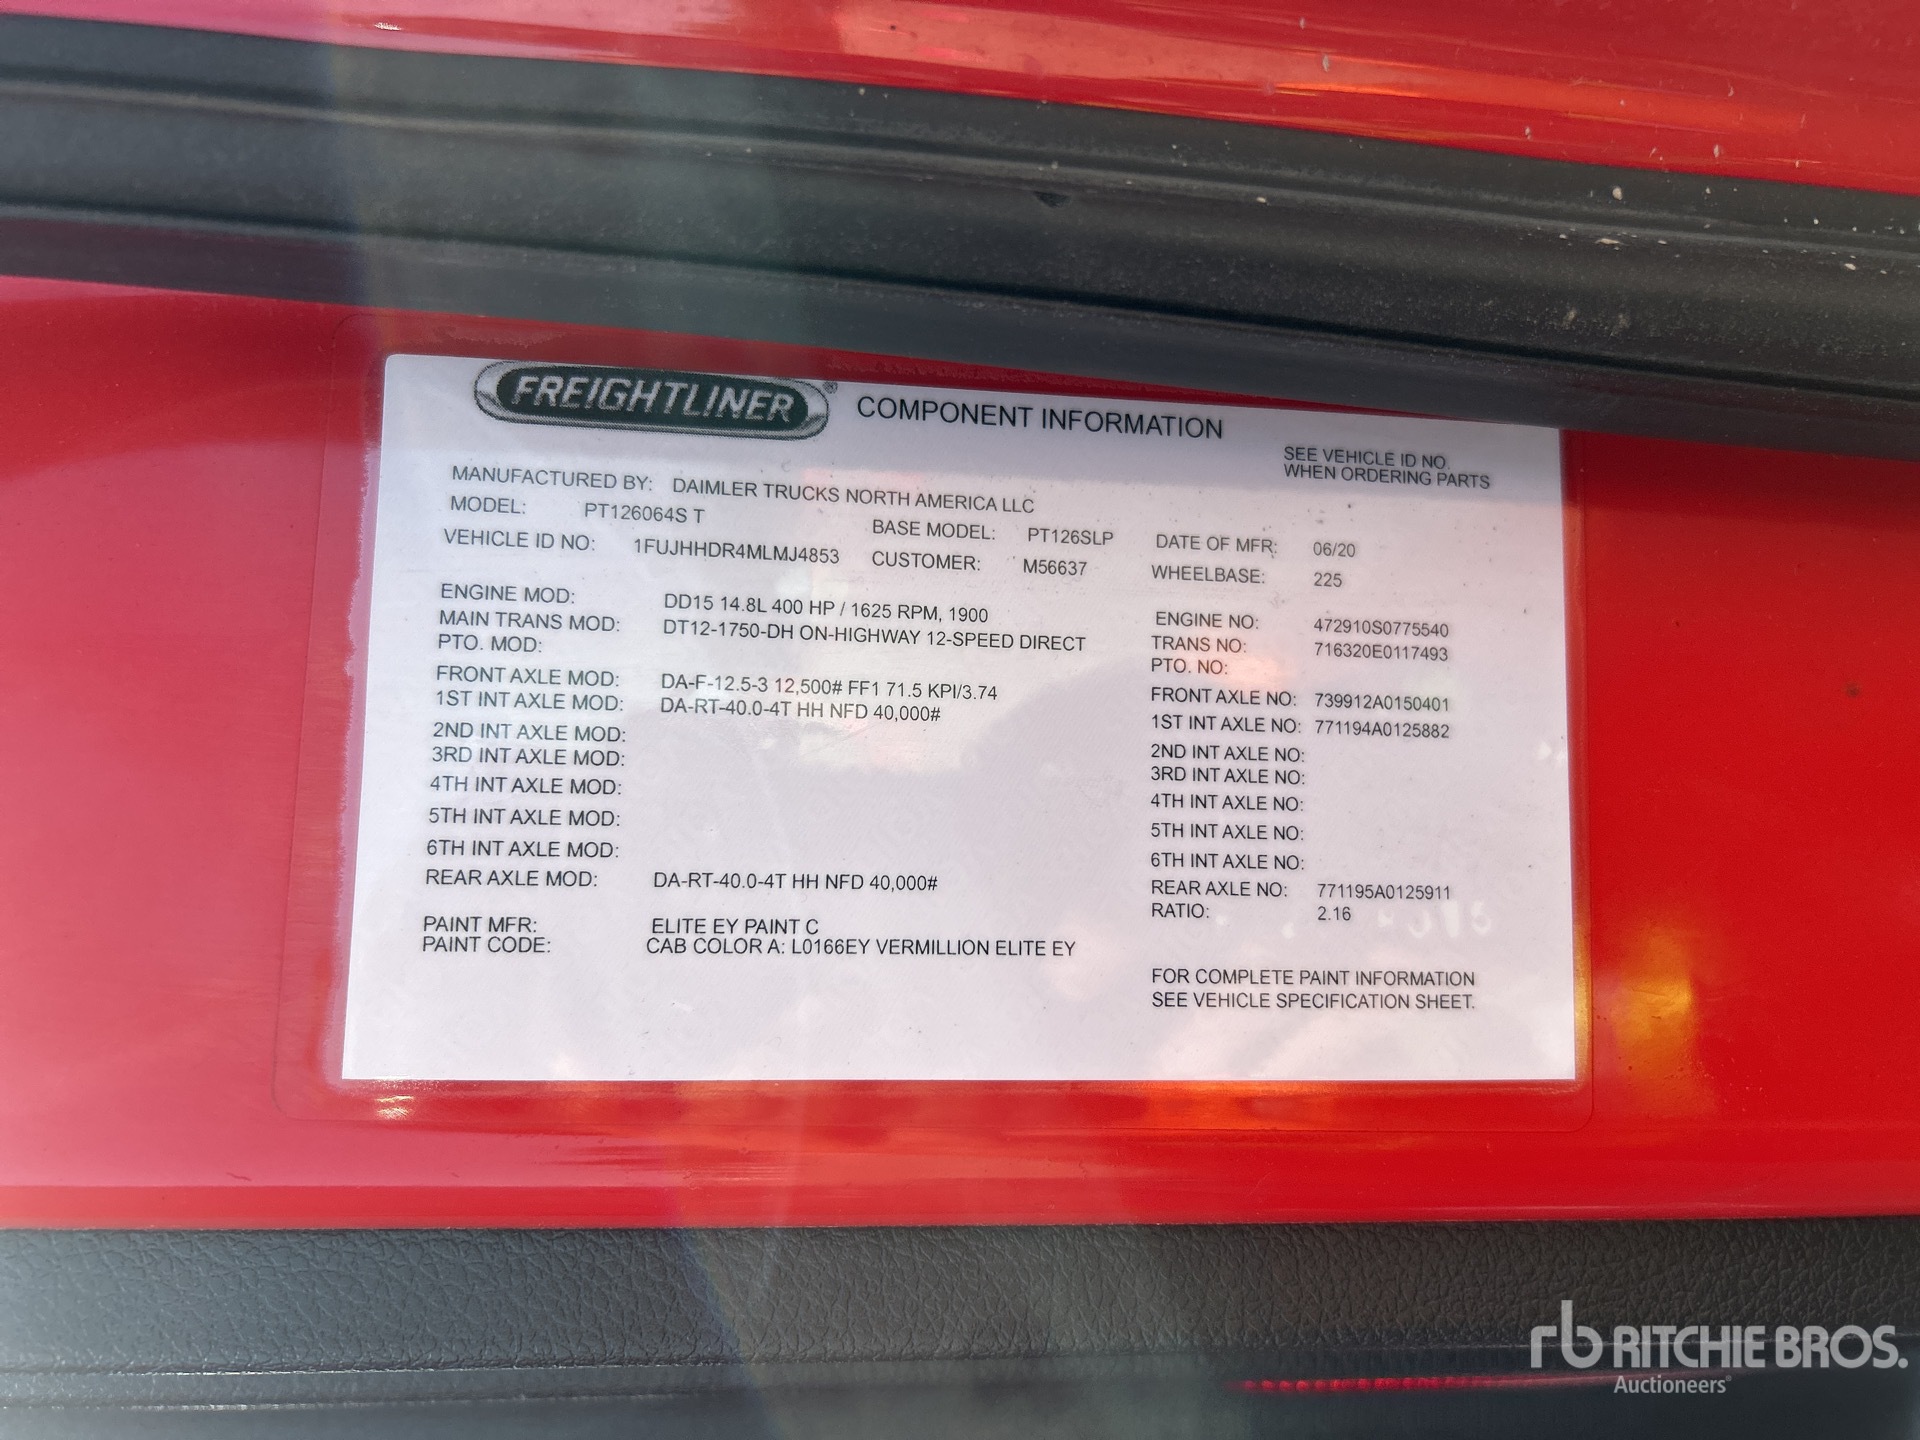 FREIGHTLINER® COMPONENT INFORMATION
SEE VEHICLE ID NO.
WHEN ORDERING PARTS
MANUFACTURED BY: DAIMLER TRUCKS NORTH AMERICA LLC
MODEL: PT126064S T BASE MODEL: PT126SLP DATE OF MFR: 06/20
VEHICLE ID NO: 1FUJHHDR4MLMJ4853 CUSTOMER: M56637 WHEELBASE: 225
ENGINE MOD: DD15 14.8L 400 HP / 1625 RPM, 1900 ENGINE NO: 472910S0775540
MAIN TRANS MOD: DT12-1750-DH ON-HIGHWAY 12-SPEED DIRECT TRANS NO: 716320E0117493
PTO. MOD: PTO. NO:
FRONT AXLE MOD: DA-F-12.5-3 12,500# FF1 71.5 KPI/3.74 FRONT AXLE NO: 739912A0150401
1ST INT AXLE MOD: DA-RT-40.0-4T HH NFD 40,000# 1ST INT AXLE NO: 771194A0125882
2ND INT AXLE MOD: 2ND INT AXLE NO:
3RD INT AXLE MOD: 3RD INT AXLE NO:
4TH INT AXLE MOD: 4TH INT AXLE NO:
5TH INT AXLE MOD: 5TH INT AXLE NO:
6TH INT AXLE MOD: 6TH INT AXLE NO:
REAR AXLE MOD: DA-RT-40.0-4T HH NFD 40,000# REAR AXLE NO: 771195A0125911
RATIO: 2.16
PAINT MFR: ELITE EY PAINT C
PAINT CODE: CAB COLOR A: L0166EY VERMILLION ELITE EY
FOR COMPLETE PAINT INFORMATION
SEE VEHICLE SPECIFICATION SHEET.
rb RITCHIE BROS.
Auctioneers®